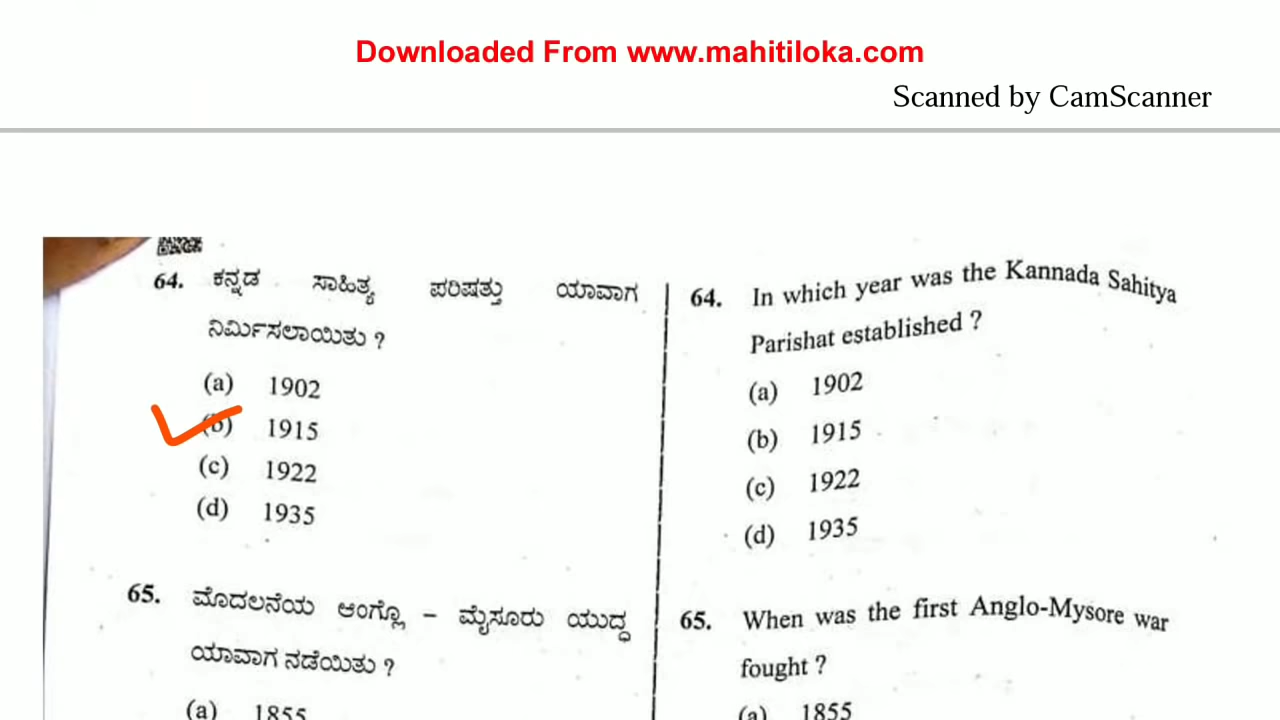 Downloaded From www.mahitiloka.com
Scanned by CamScanner
64. ಕನ್ನಡ ಸಾಹಿತ್ಯ ಪರಿಷತ್ತು ಯಾವಾಗ
ನಿರ್ಮಿಸಲಾಯಿತು ?
(a) 1902
(b) 1915
(c) 1922
(d) 1935
65. ಮೊದಲನೆಯ ಆಂಗ್ಲೊ – ಮೈಸೂರು ಯುದ್ಧ
ಯಾವಾಗ ನಡೆಯಿತು ?
(a) 1855
64. In which year was the Kannada Sahitya
Parishat established ?
(a) 1902
(b) 1915
(c) 1922
(d) 1935
65. When was the first Anglo-Mysore war
fought ?
(a) 1855